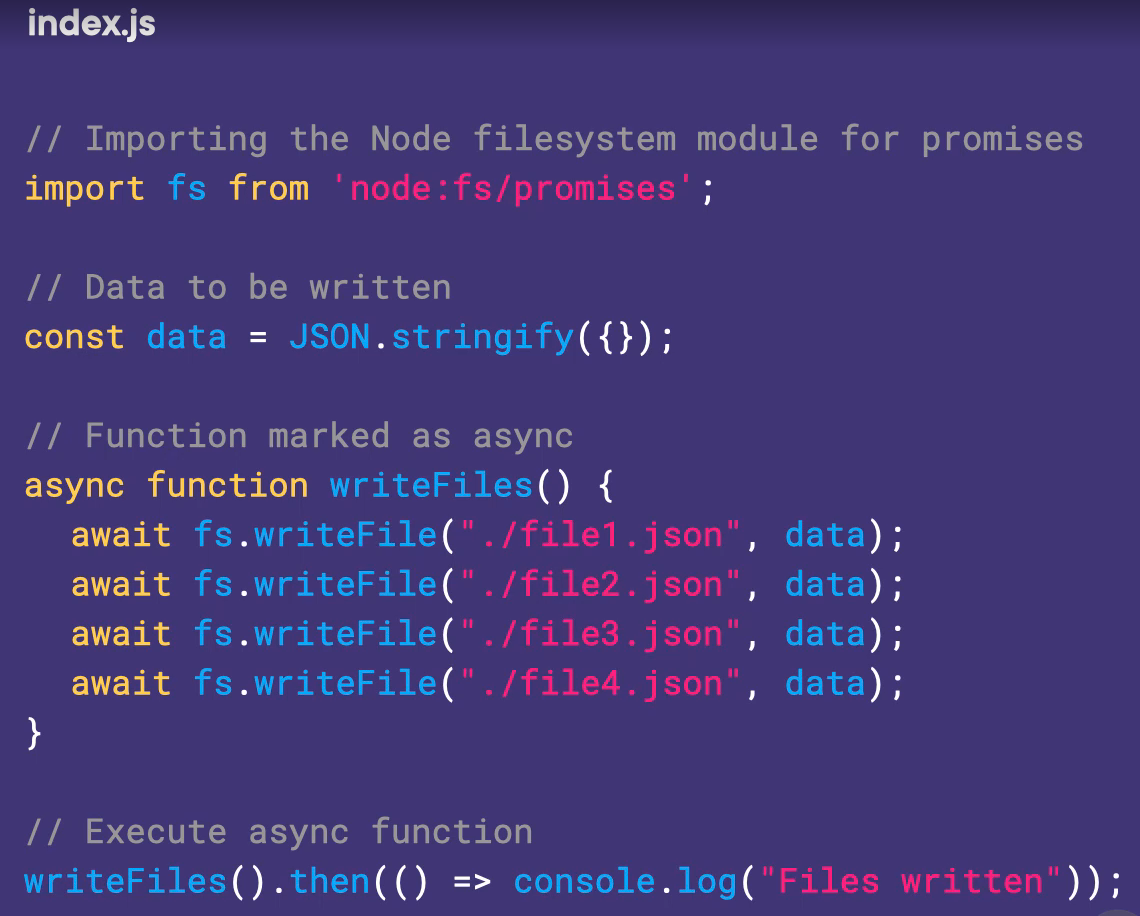 index.js
// Importing the Node filesystem module for promises
import fs from 'node:fs/promises';
// Data to be written
const data = JSON.stringify({});
// Function marked as async
async function writeFiles() {
await fs.writeFile("./file1.json", data);
await fs.writeFile("./file2.json", data);
await fs.writeFile("./file3.json", data);
await fs.writeFile("./file4.json", data);
}
// Execute async function
writeFiles().then(() => console.log("Files written"));